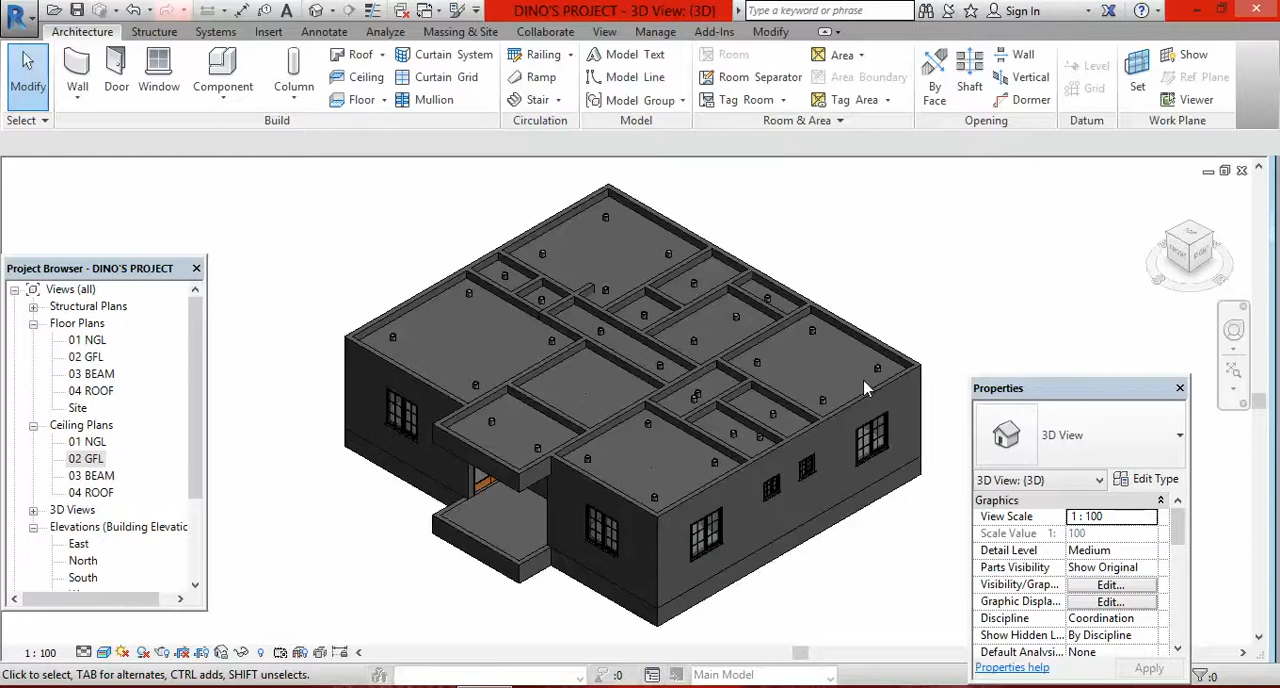 DINO'S PROJECT - 3D View: {3D}
Type a keyword or phrase
Sign In
Architecture Structure Systems Insert Annotate Analyze Massing & Site Collaborate View Manage Add-Ins Modify
Modify
Wall
Door
Window
Component
Column
Roof
Ceiling
Floor
Curtain System
Curtain Grid
Mullion
Railing
Ramp
Stair
Model Text
Model Line
Model Group
Room
Room Separator
Tag Room
Area
Area Boundary
Tag Area
By Face
Shaft
Wall
Vertical
Dormer
Level
Grid
Set
Show
Ref Plane
Viewer
Select Build Circulation Model Room & Area Opening Datum Work Plane
TOP
FRONT
Project Browser - DINO'S PROJECT
Views (all)
Structural Plans
Floor Plans
01 NGL
02 GFL
03 BEAM
04 ROOF
Site
Ceiling Plans
01 NGL
02 GFL
03 BEAM
04 ROOF
3D Views
Elevations (Building Elevatic
East
North
South
Properties
3D View
3D View: {3D} Edit Type
Graphics
View Scale 1 : 100
Scale Value 1: 100
Detail Level Medium
Parts Visibility Show Original
Visibility/Grap... Edit...
Graphic Displa... Edit...
Discipline Coordination
Show Hidden L... By Discipline
Default Analysi... None
Properties help Apply
1 : 100
Click to select, TAB for alternates, CTRL adds, SHIFT unselects.
:0
Main Model
:0